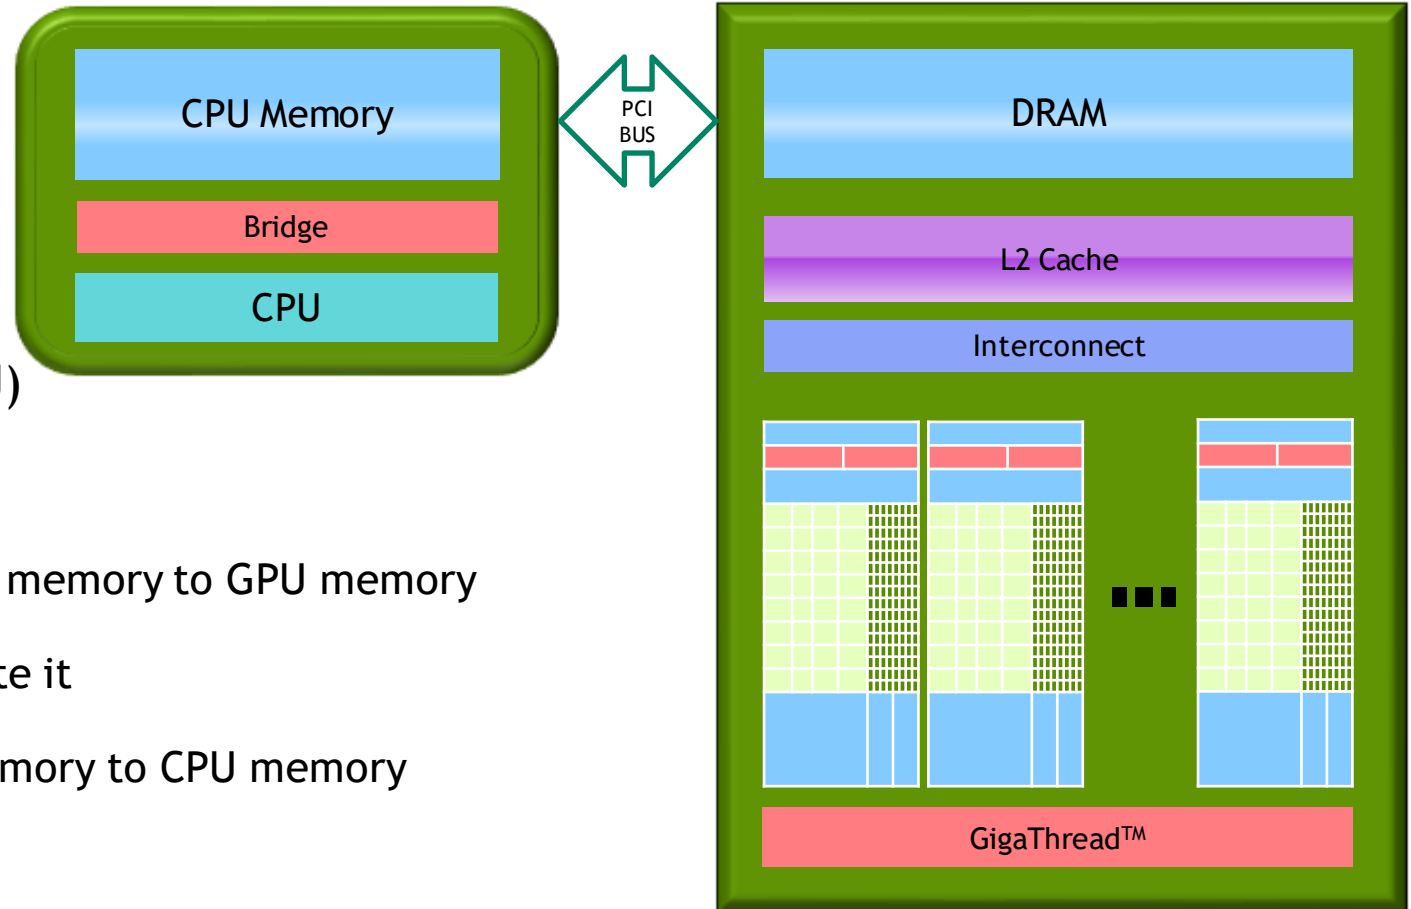 CPU Memory
Bridge
CPU
PCI
BUS
DRAM
L2 Cache
Interconnect
GigaThread™
)
memory to GPU memory
te it
mory to CPU memory